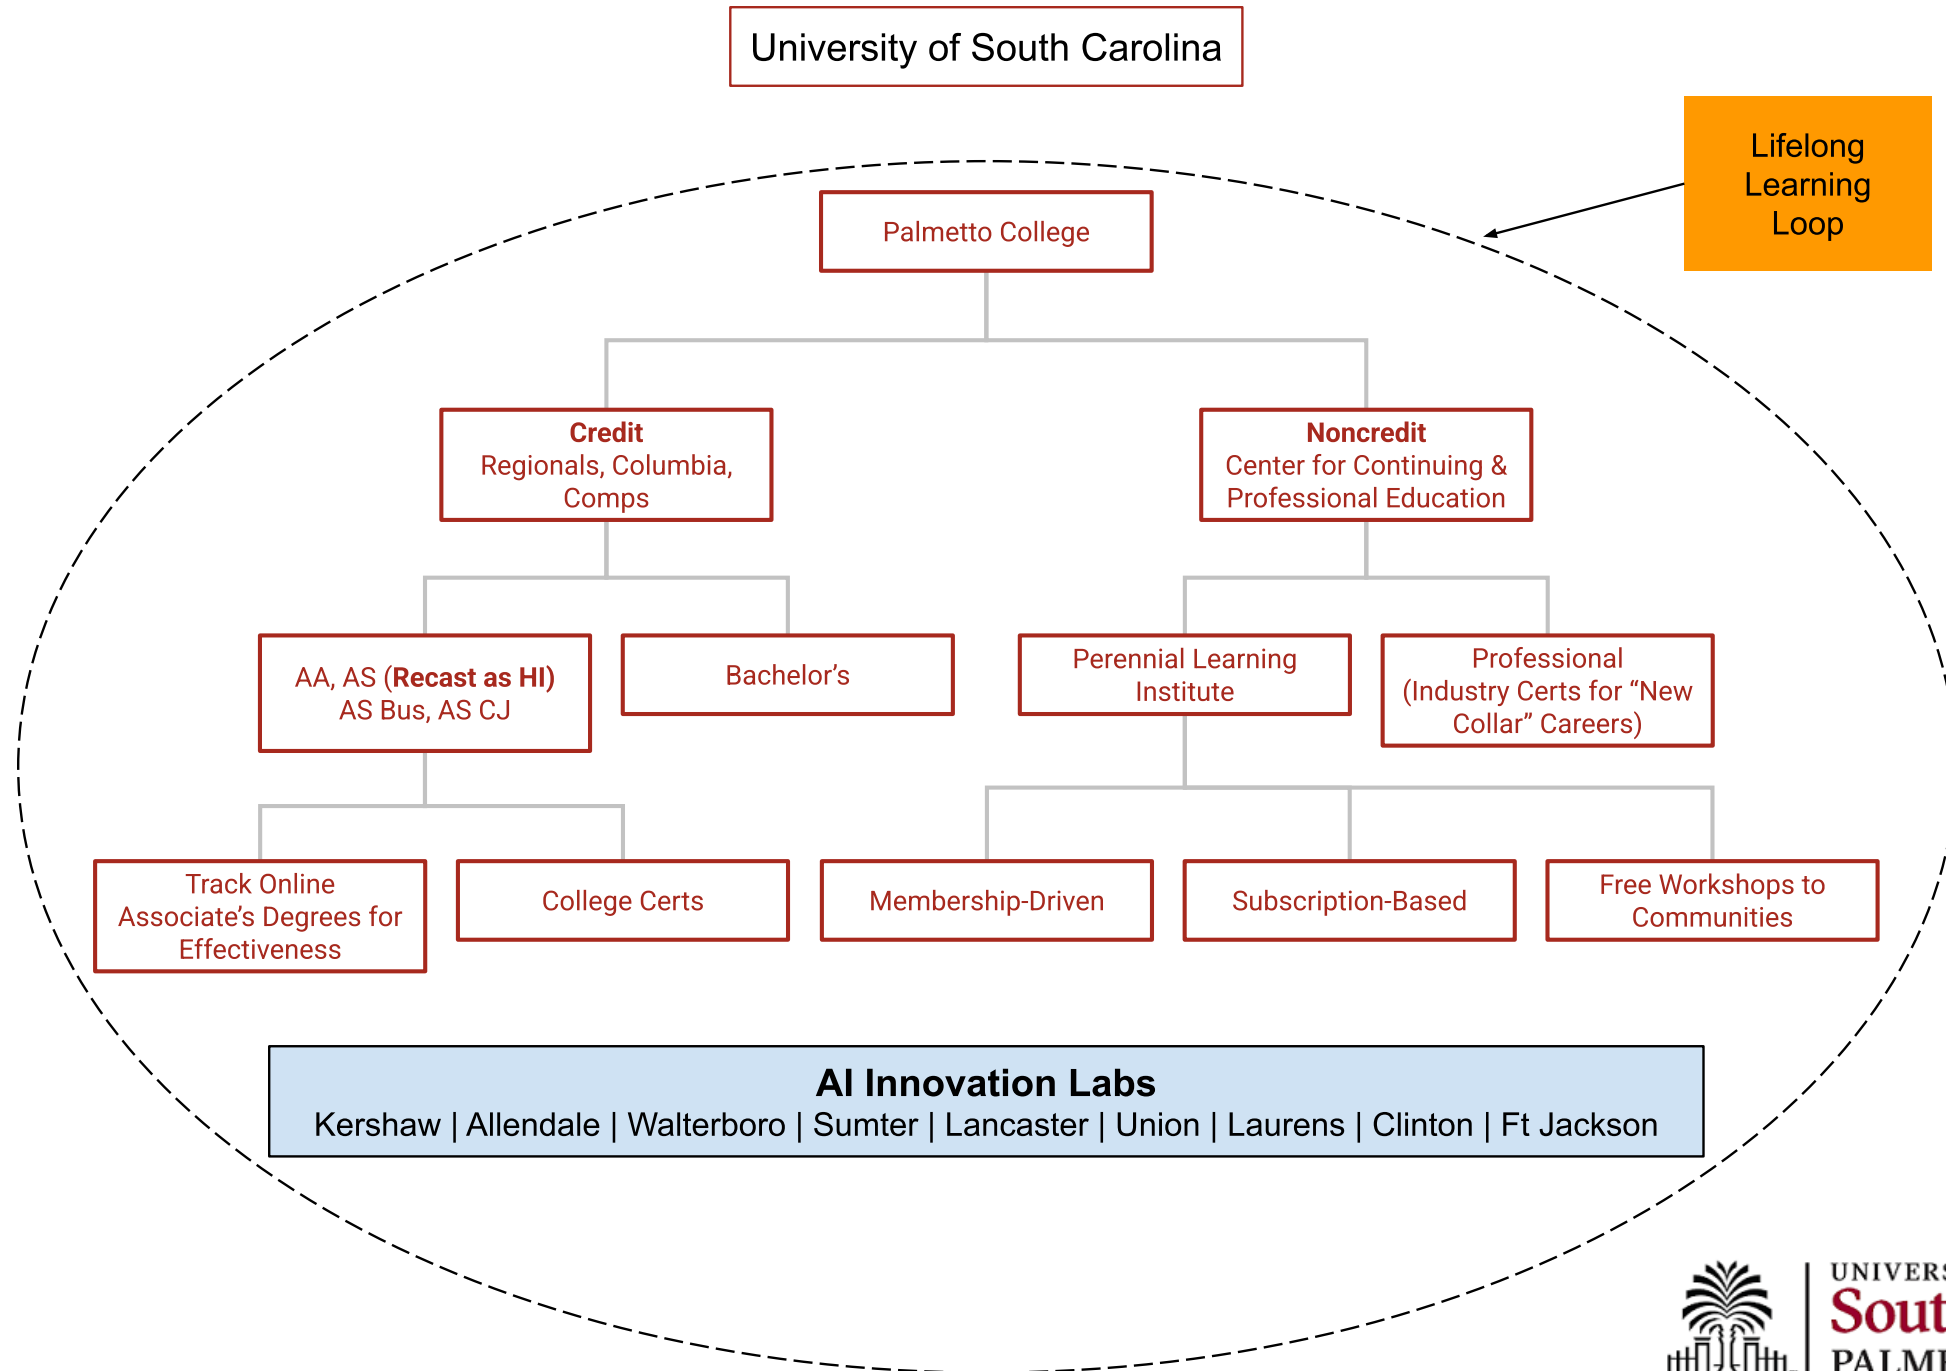 University of South Carolina
Lifelong
Learning
Loop
Palmetto College
Credit
Regionals, Columbia,
Comps
Noncredit
Center for Continuing &
Professional Education
AA, AS (Recast as HI)
AS Bus, AS CJ
Bachelor’s
Perennial Learning
Institute
Professional
(Industry Certs for “New
Collar” Careers)
Track Online
Associate’s Degrees for
Effectiveness
College Certs
Membership-Driven
Subscription-Based
Free Workshops to
Communities
AI Innovation Labs
Kershaw | Allendale | Walterboro | Sumter | Lancaster | Union | Laurens | Clinton | Ft Jackson